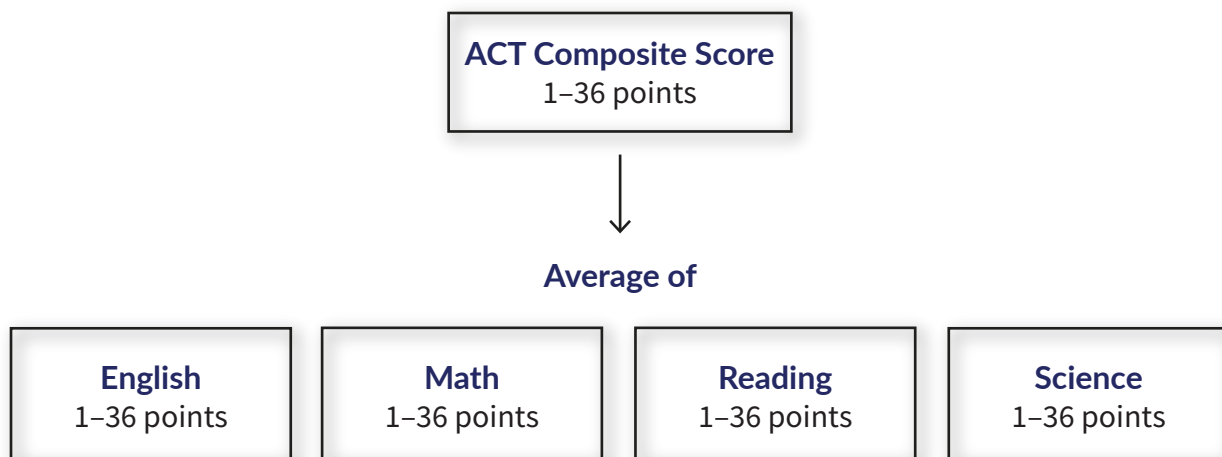 ACT Composite Score
1–36 points
Average of
English
1–36 points
Math
1–36 points
Reading
1–36 points
Science
1–36 points